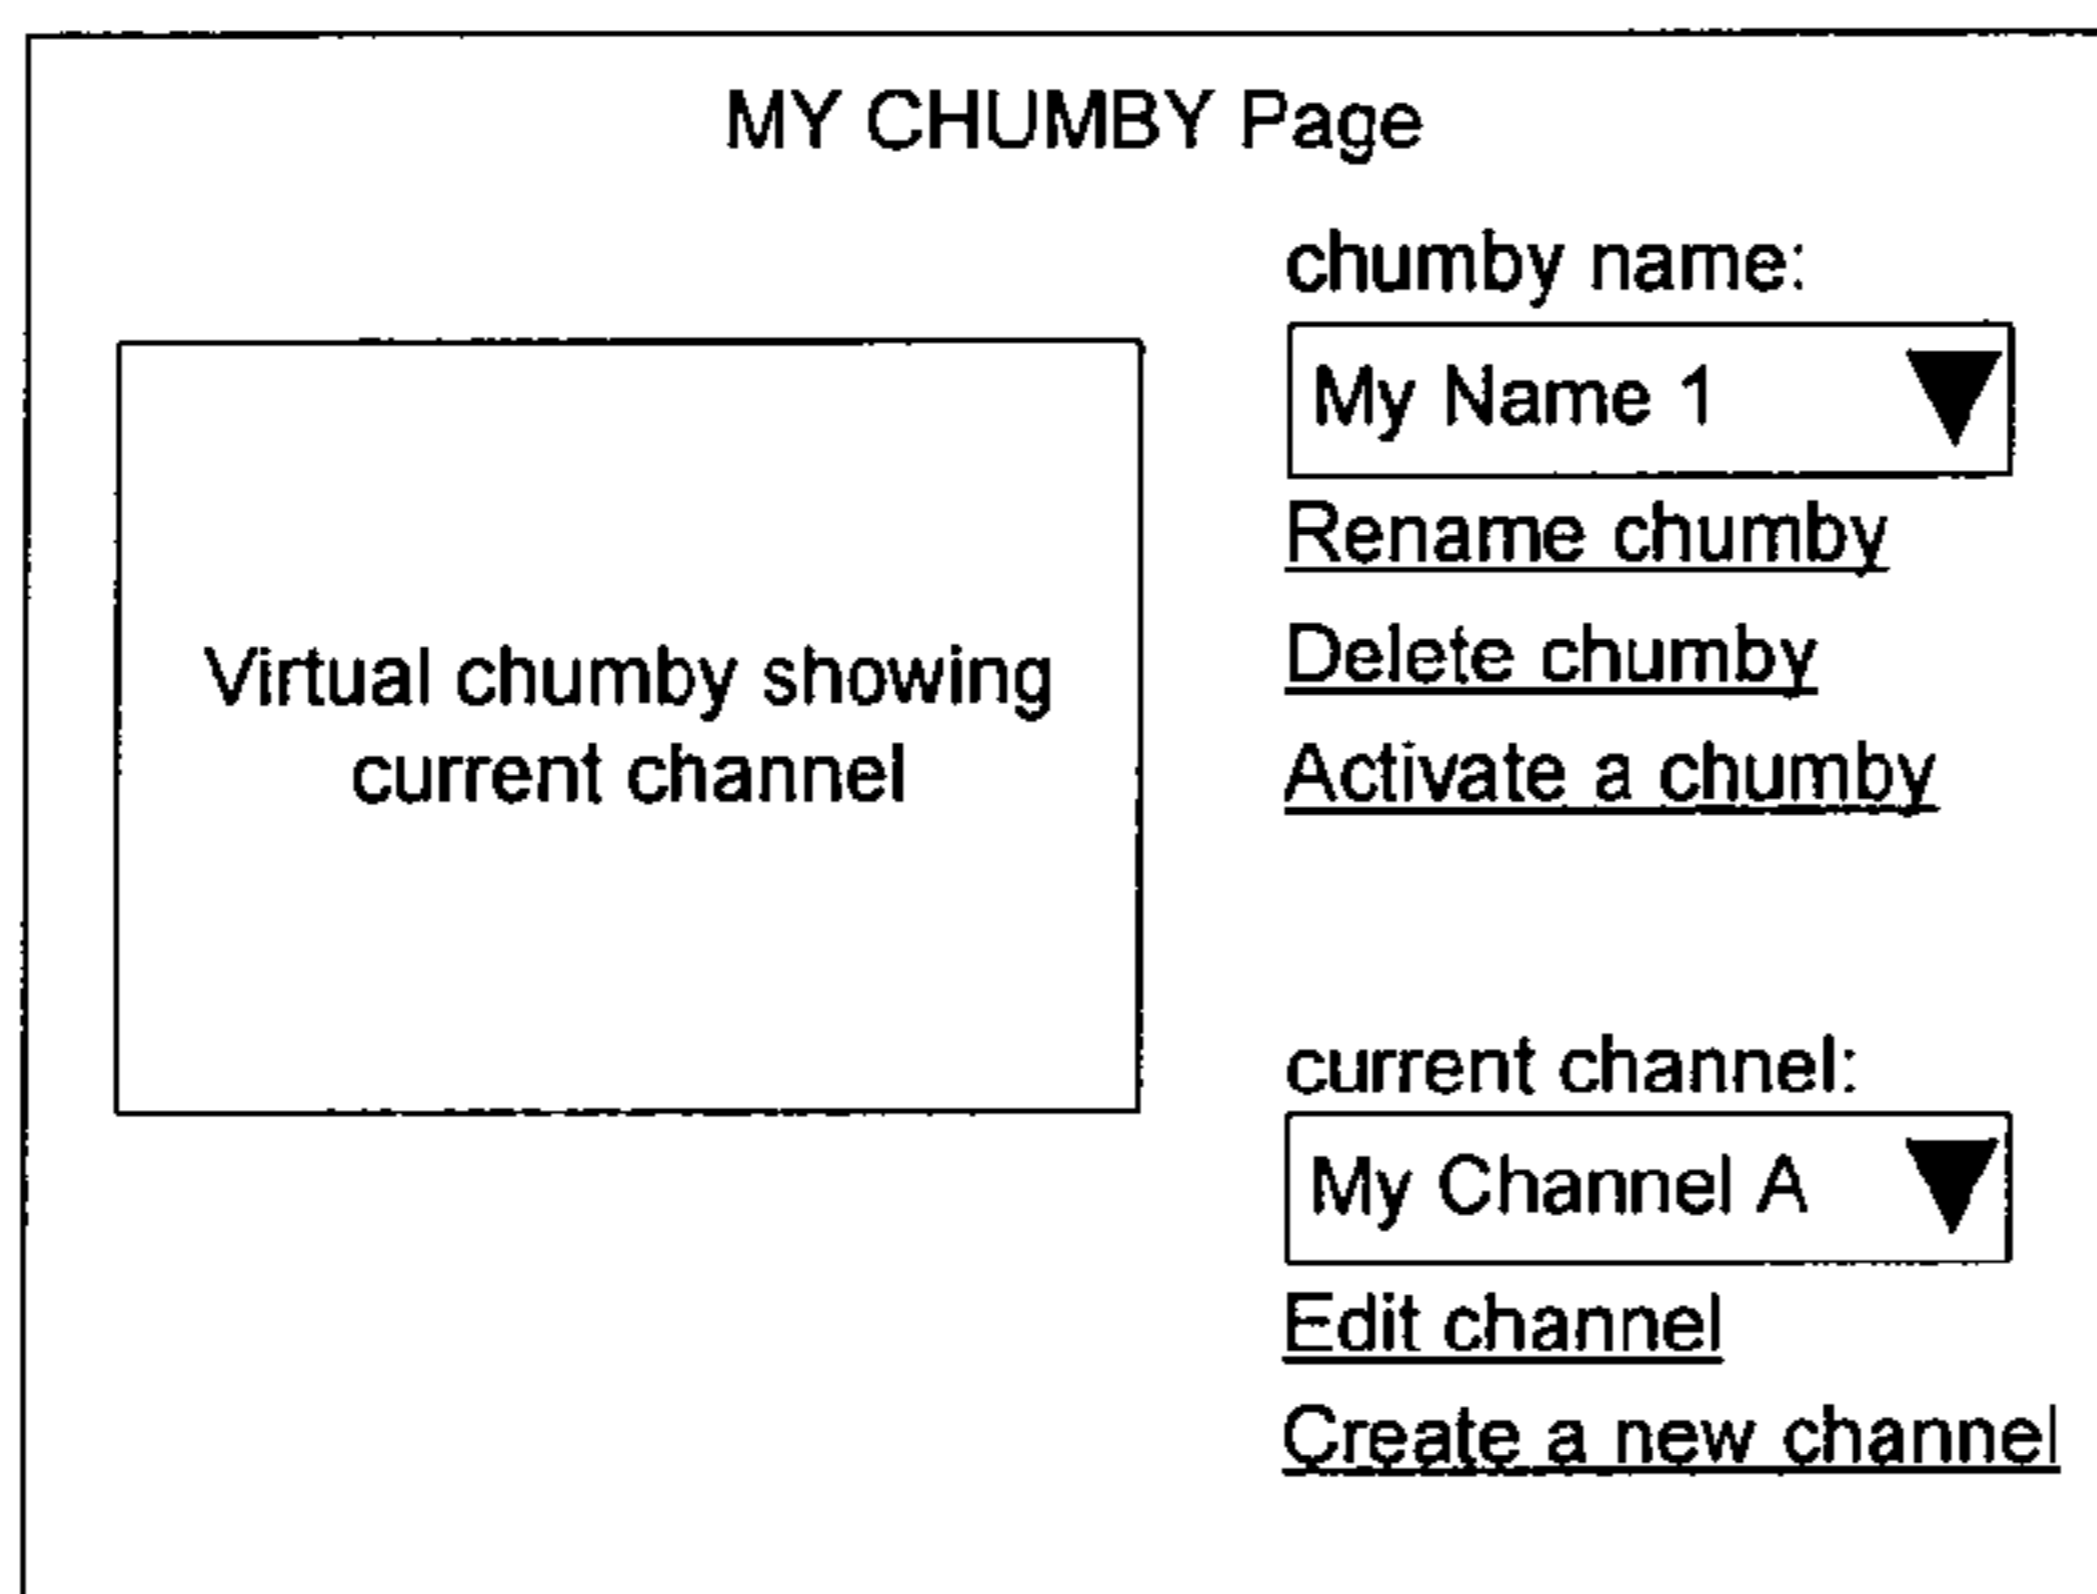 MY CHUMBY Page
chumby name:
My Name 1
Rename chumby
Delete chumby
Activate a chumby
Virtual chumby showing
current channel
current channel:
My Channel A
Edit channel
Create a new channel